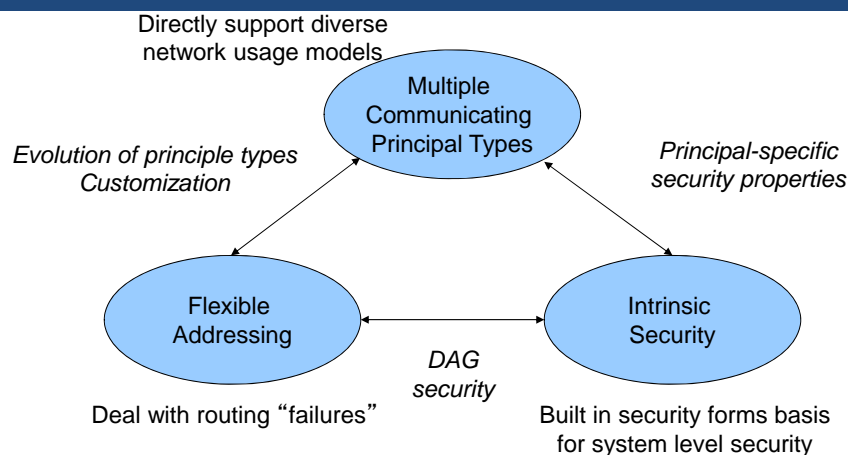 Directly support diverse
network usage models
Multiple
Communicating
Principal Types
Evolution of principle types
Customization
Principal-specific
security properties
Flexible
Addressing
Intrinsic
Security
DAG
security
Deal with routing “failures”
Built in security forms basis
for system level security